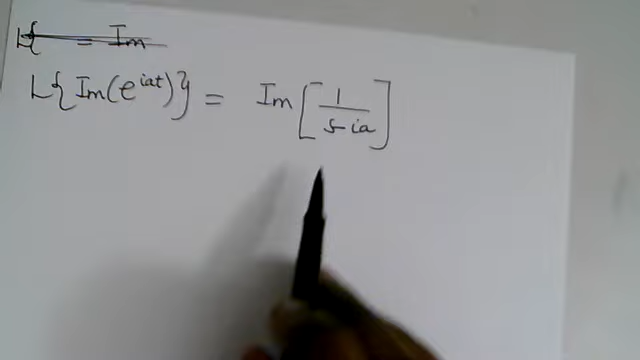 L{ = Im
L{Im(e^{iat})} = Im[1/(s-ia)]